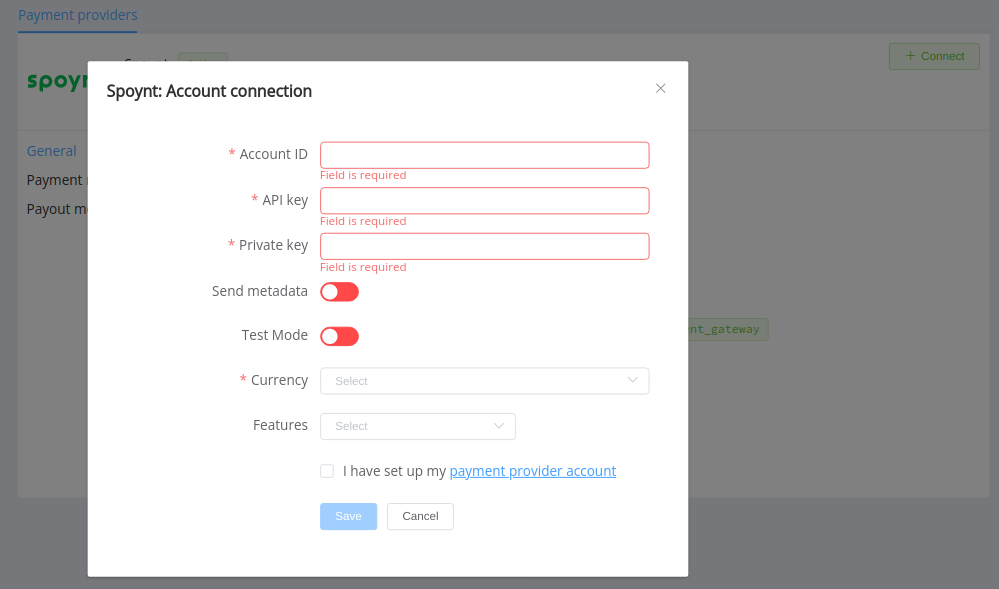 Payment providers
+ Connect
Spoynt: Account connection
General
Payment
Payout
* Account ID
Field is required
* API key
Field is required
* Private key
Field is required
Send metadata
Test Mode
nt_gateway
* Currency
Select
Features
Select
I have set up my payment provider account
Save
Cancel